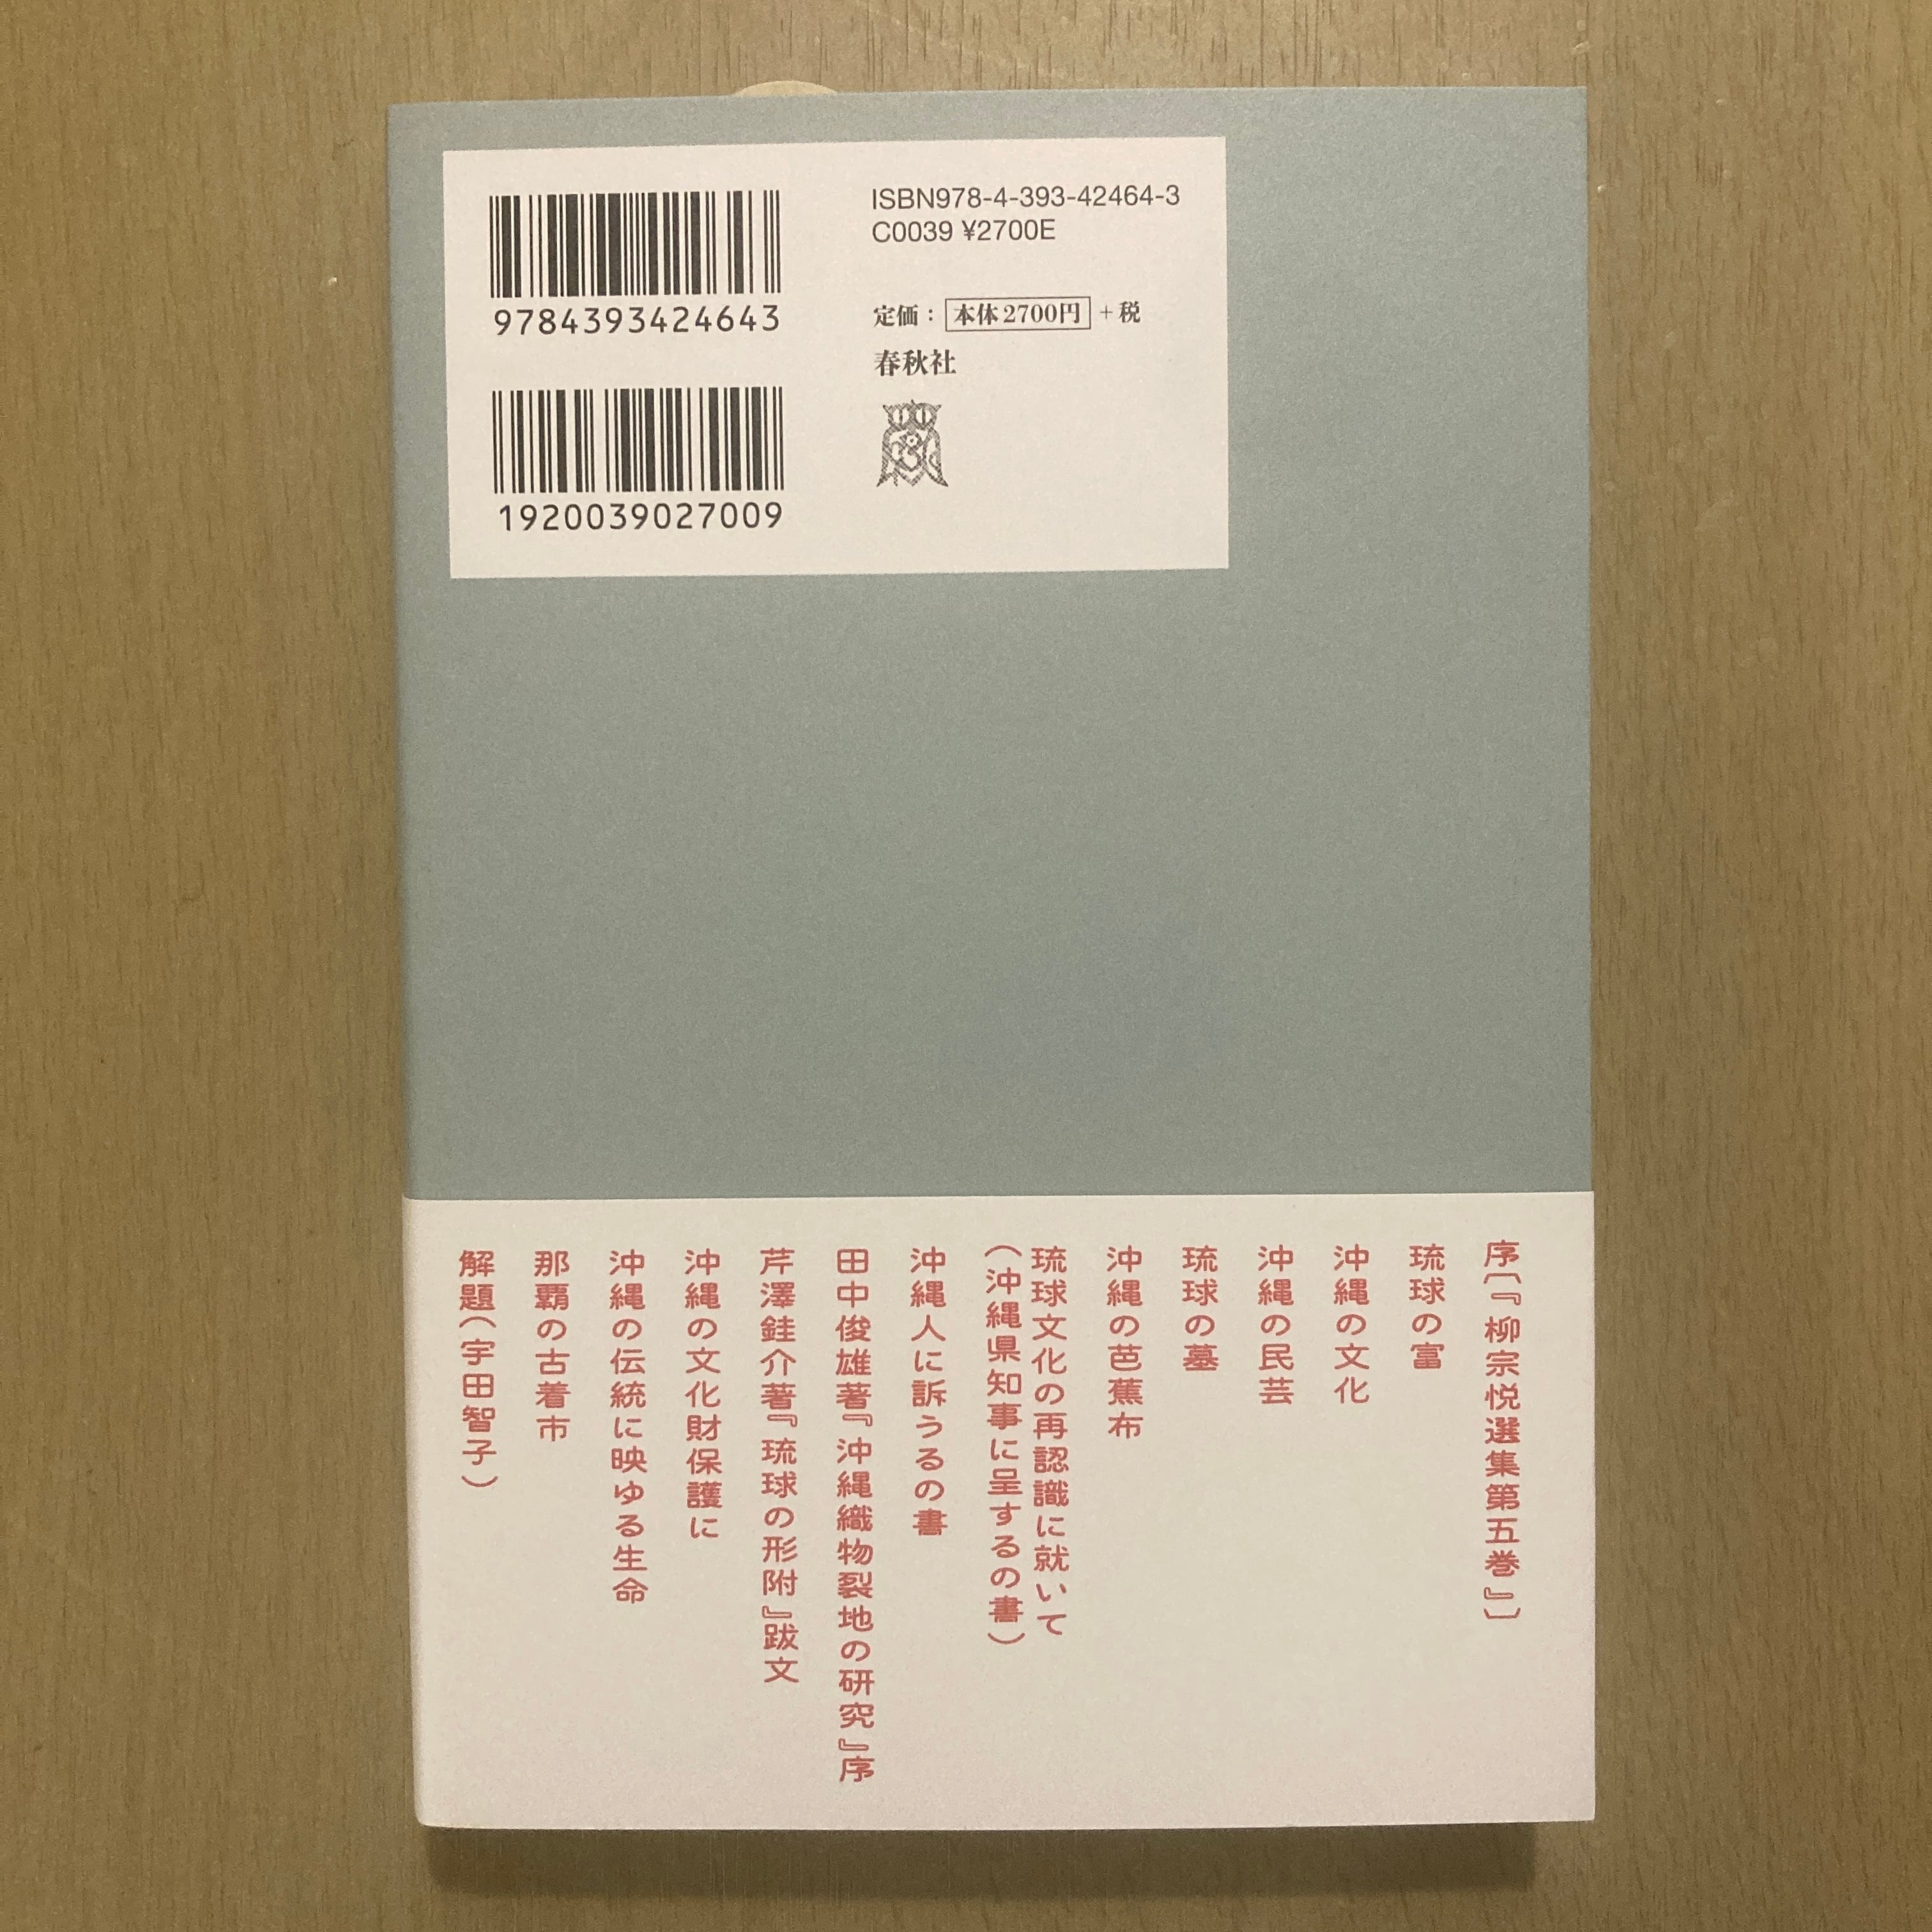 9784393424643
1920039027009
ISBN978-4-393-42464-3
C0039 ¥2700E
定価：本体2700円＋税
春秋社
序〔『柳宗悦選集第五巻』〕
琉球の富
沖縄の文化
沖縄の民芸
琉球の墓
沖縄の芭蕉布
琉球文化の再認識に就いて
（沖縄県知事に呈するの書）
沖縄人に訴うるの書
田中俊雄著『沖縄織物裂地の研究』序
芹澤銈介著『琉球の形附』跋文
沖縄の文化財保護に
沖縄の伝統に映ゆる生命
那覇の古着市
解題（宇田智子）